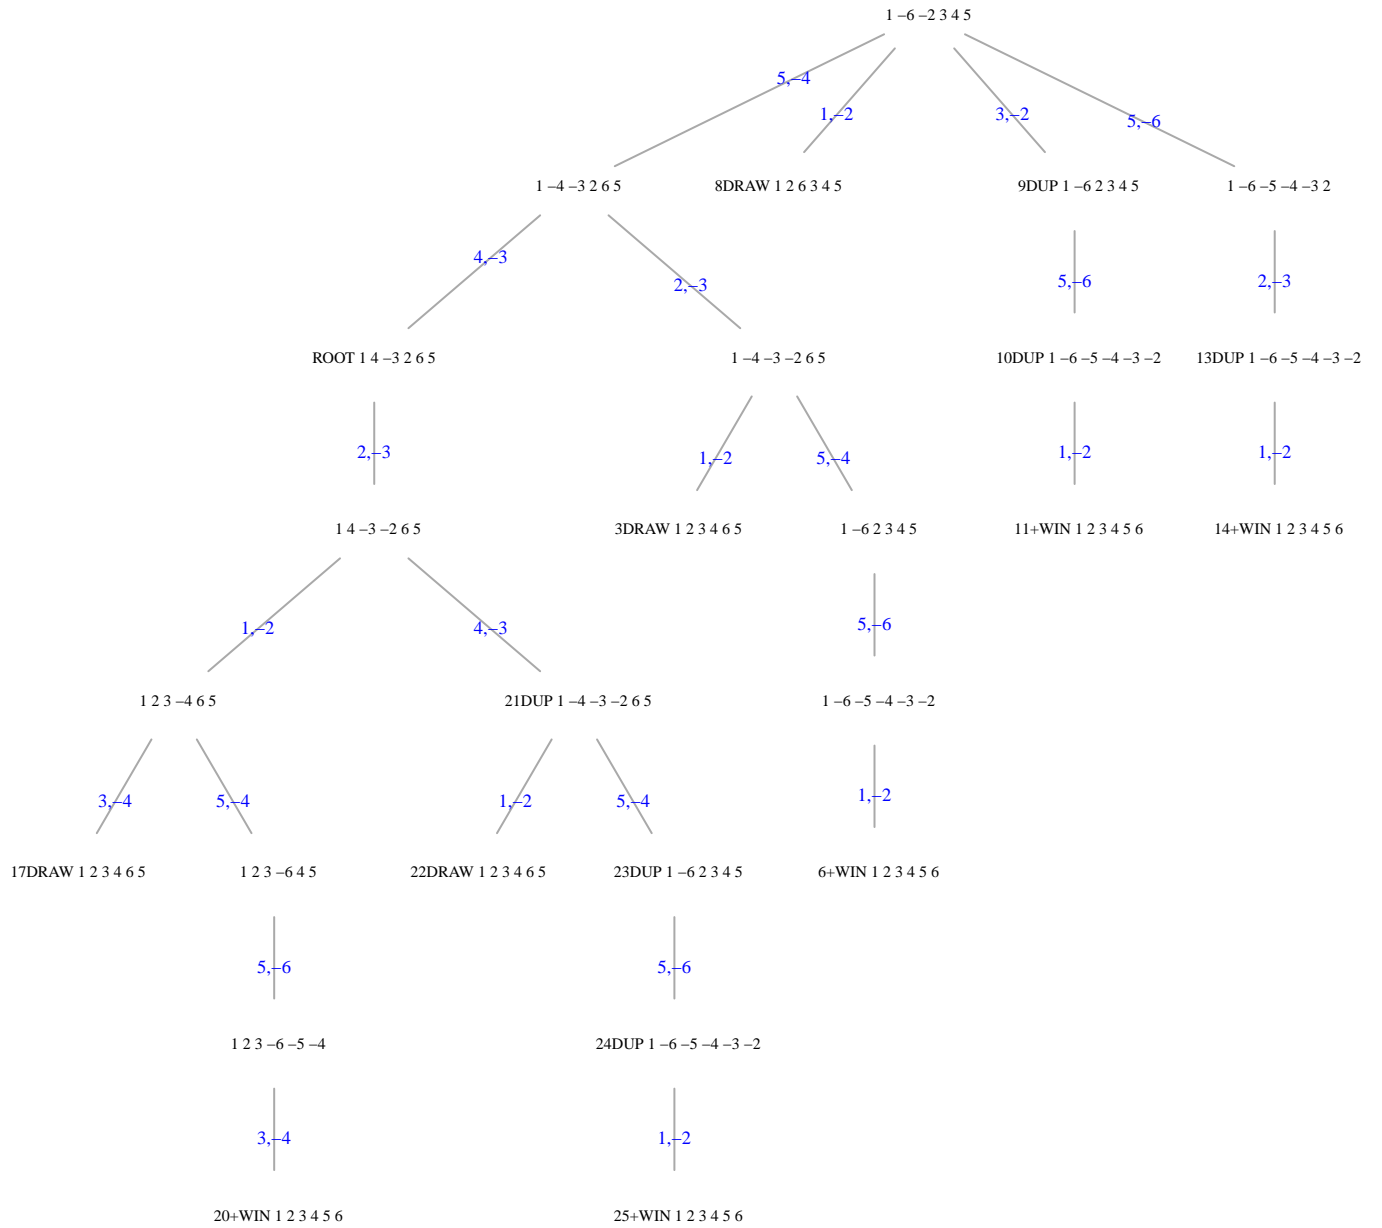 1 –6 –2 3 4 5
5,–4
1,–2
3,–2
5,–6
1 –4 –3 2 6 5
8DRAW 1 2 6 3 4 5
9DUP 1 –6 2 3 4 5
1 –6 –5 –4 –3 2
4,–3
2,–3
5,–6
2,–3
ROOT 1 4 –3 2 6 5
1 –4 –3 –2 6 5
10DUP 1 –6 –5 –4 –3 –2
13DUP 1 –6 –5 –4 –3 –2
2,–3
1,–2
5,–4
1,–2
1,–2
1 4 –3 –2 6 5
3DRAW 1 2 3 4 6 5
1 –6 2 3 4 5
11+WIN 1 2 3 4 5 6
14+WIN 1 2 3 4 5 6
1,–2
4,–3
5,–6
1 2 3 –4 6 5
21DUP 1 –4 –3 –2 6 5
1 –6 –5 –4 –3 –2
3,–4
5,–4
1,–2
5,–4
1,–2
17DRAW 1 2 3 4 6 5
1 2 3 –6 4 5
22DRAW 1 2 3 4 6 5
23DUP 1 –6 2 3 4 5
6+WIN 1 2 3 4 5 6
5,–6
5,–6
1 2 3 –6 –5 –4
24DUP 1 –6 –5 –4 –3 –2
3,–4
1,–2
20+WIN 1 2 3 4 5 6
25+WIN 1 2 3 4 5 6